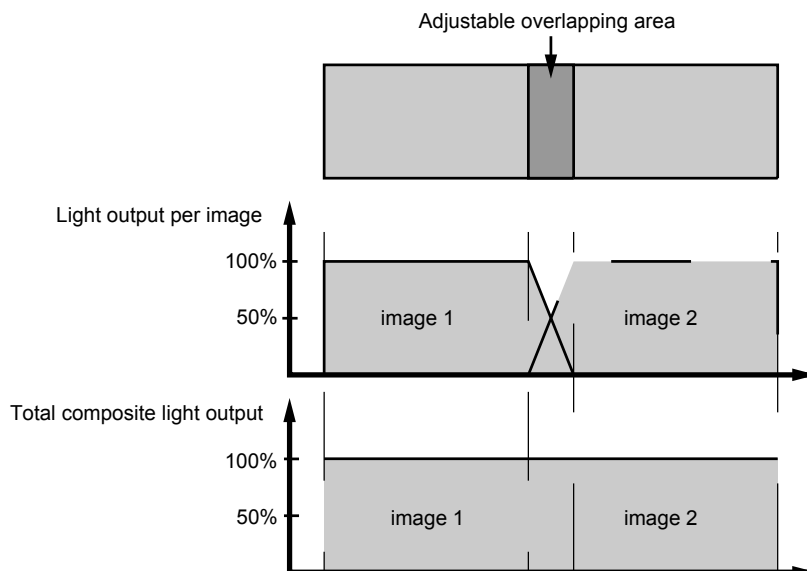 Adjustable overlapping area
Light output per image
100%
50%
image 1
image 2
Total composite light output
100%
50%
image 1
image 2